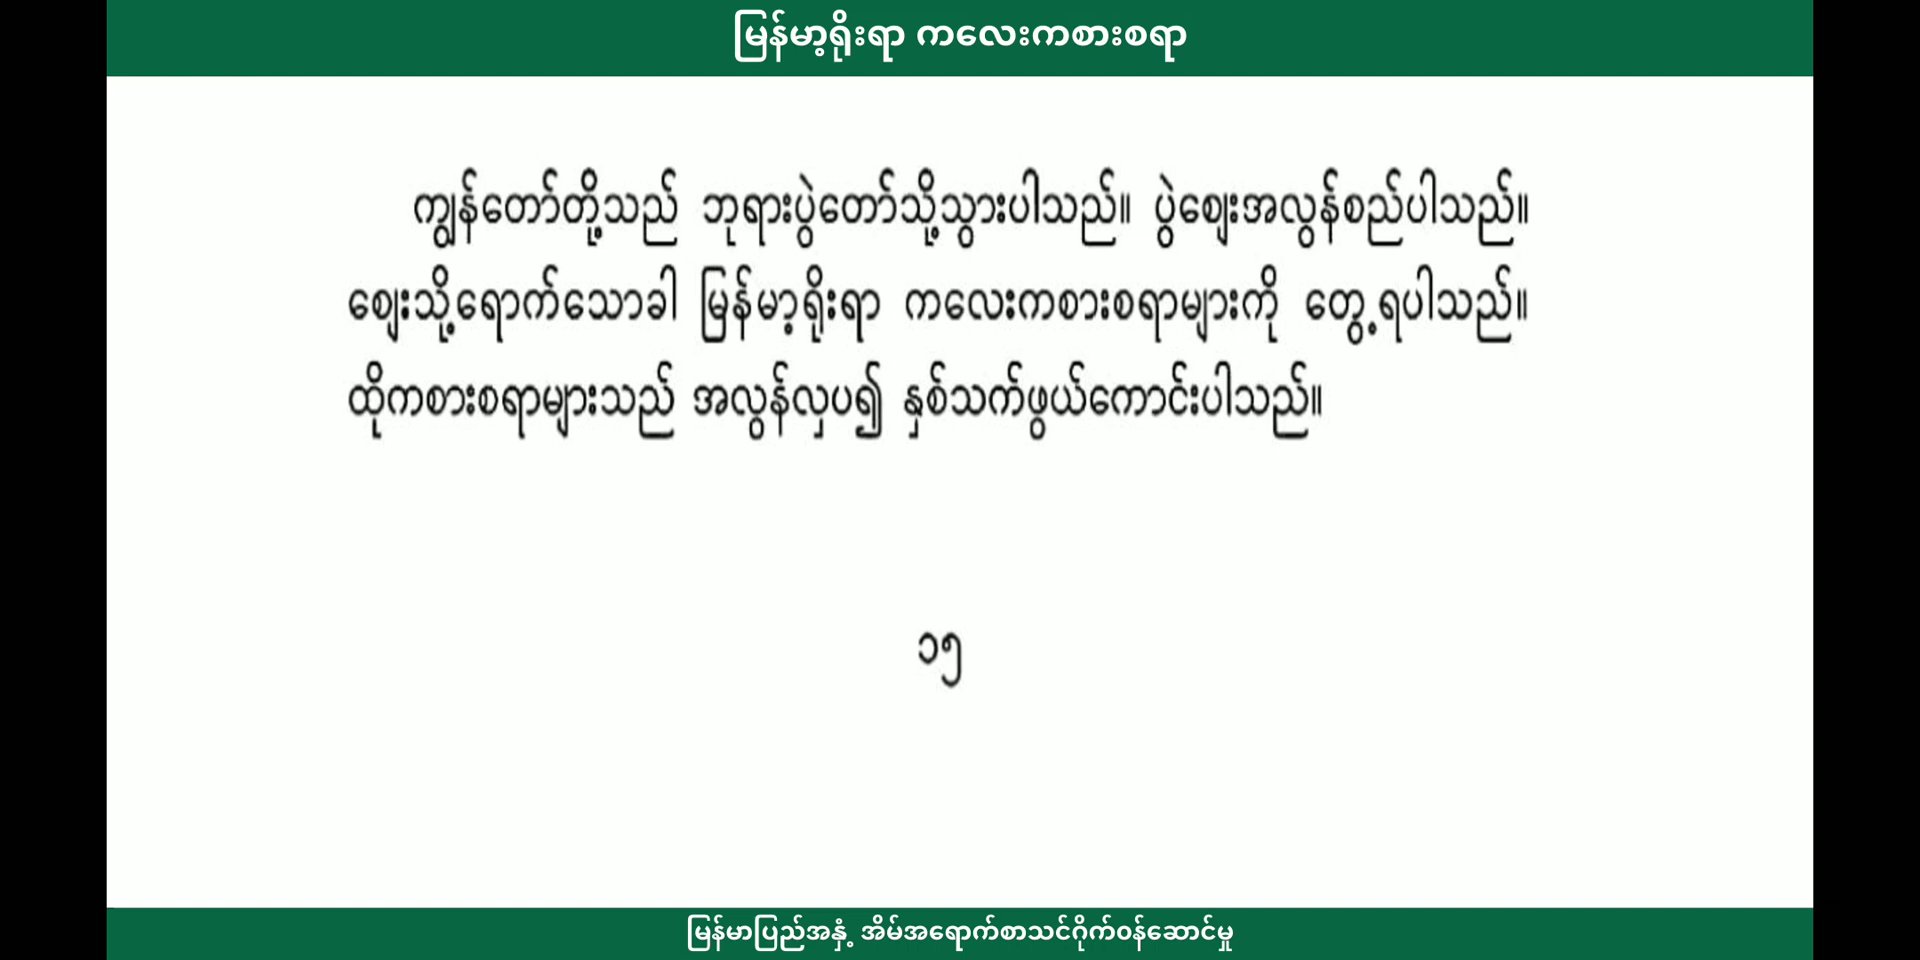 မြန်မာ့ရိုးရာ ကလေးကစားစရာ
ကျွန်တော်တို့သည် ဘုရားပွဲတော်သို့သွားပါသည်။ ပွဲဈေးအလွန်စည်ပါသည်။
ဈေးသို့ရောက်သောခါ မြန်မာ့ရိုးရာ ကလေးကစားစရာများကို တွေ့ရပါသည်။
ထိုကစားစရာများသည် အလွန်လှပ၍ နှစ်သက်ဖွယ်ကောင်းပါသည်။
၁၅
မြန်မာပြည်အနှံ့ အိမ်အရောက်စာသင်ဂိုက်ဝန်ဆောင်မှု